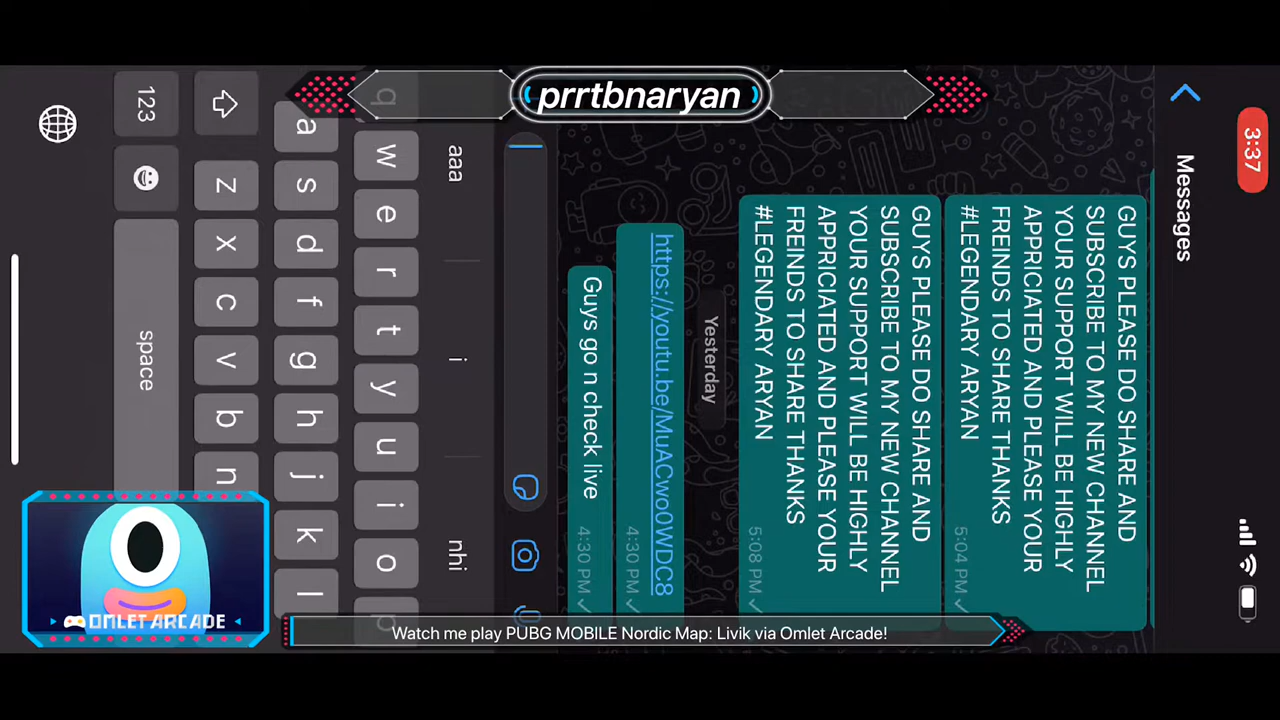 prrtbnaryan
3:37
Messages
GUYS PLEASE DO SHARE AND
SUBSCRIBE TO MY NEW CHANNEL
YOUR SUPPORT WILL BE HIGHLY
APPRICIATED AND PLEASE YOUR
FREINDS TO SHARE THANKS
#LEGENDARY ARYAN
5:04 PM
GUYS PLEASE DO SHARE AND
SUBSCRIBE TO MY NEW CHANNEL
YOUR SUPPORT WILL BE HIGHLY
APPRICIATED AND PLEASE YOUR
FREINDS TO SHARE THANKS
#LEGENDARY ARYAN
5:08 PM
Yesterday
https://youtu.be/MuACwo0WDC8
4:30 PM
Guys go n check live
4:30 PM
aaa i nhi
q w e r t y u i o p
a s d f g h j k l
z x c v b n
123 space
OMLET ARCADE
Watch me play PUBG MOBILE Nordic Map: Livik via Omlet Arcade!